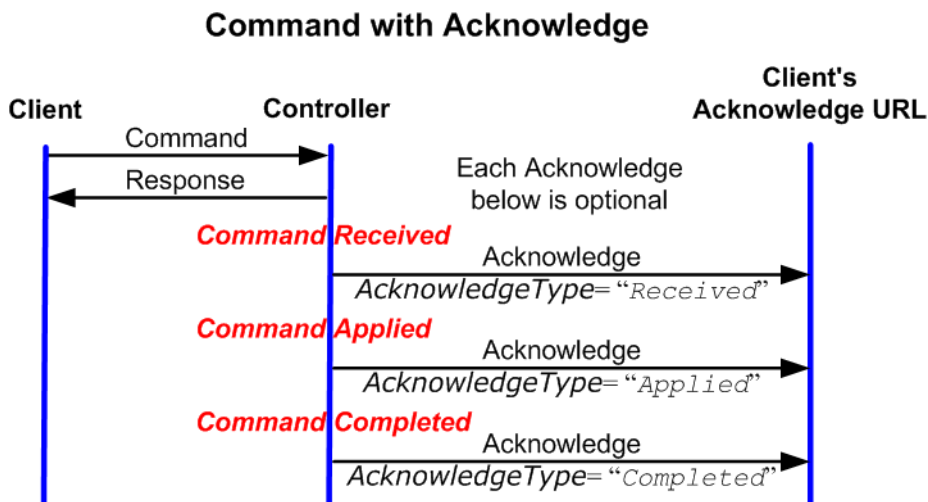 Command with Acknowledge
Client's
Client Controller Acknowledge URL
Command
Response
Each Acknowledge
below is optional
Command Received
Acknowledge
AcknowledgeType=“Received”
Command Applied
Acknowledge
AcknowledgeType=“Applied”
Command Completed
Acknowledge
AcknowledgeType=“Completed”